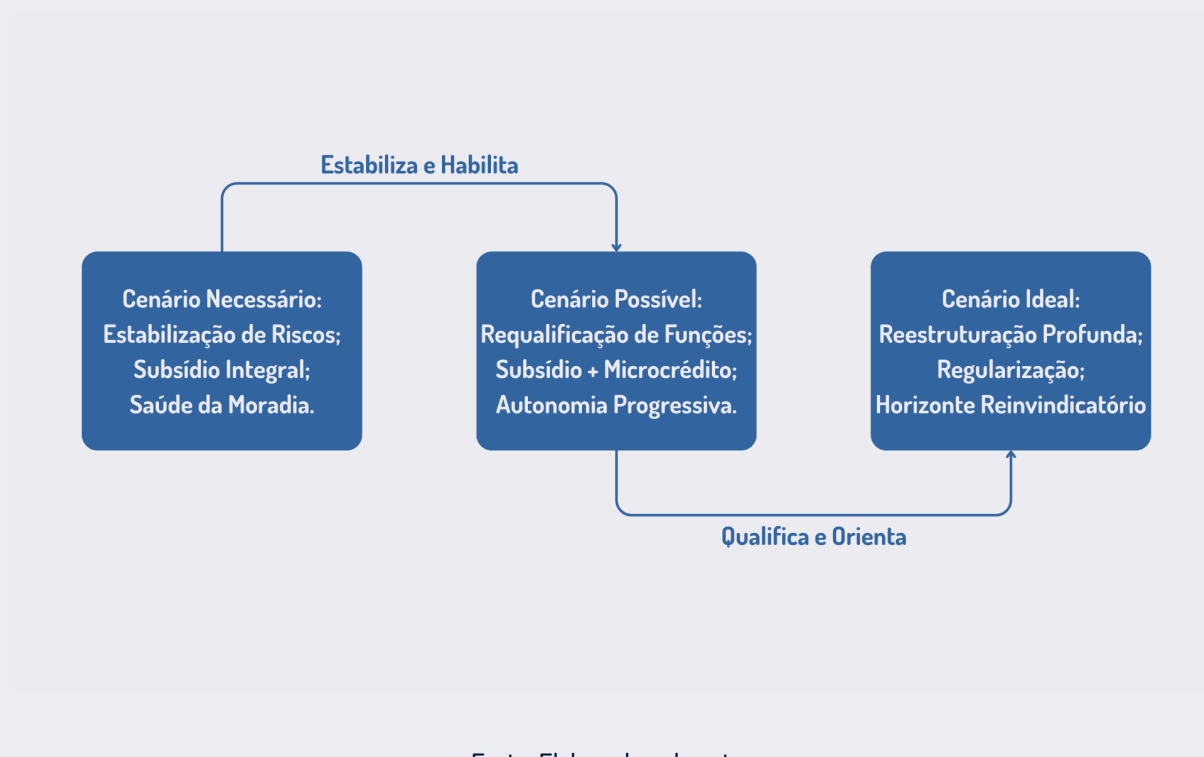 Estabiliza e Habilita
Cenário Necessário:
Estabilização de Riscos;
Subsídio Integral;
Saúde da Moradia.
Cenário Possível:
Requalificação de Funções;
Subsídio + Microcrédito;
Autonomia Progressiva.
Cenário Ideal:
Reestruturação Profunda;
Regularização;
Horizonte Reinvindicatório
Qualifica e Orienta